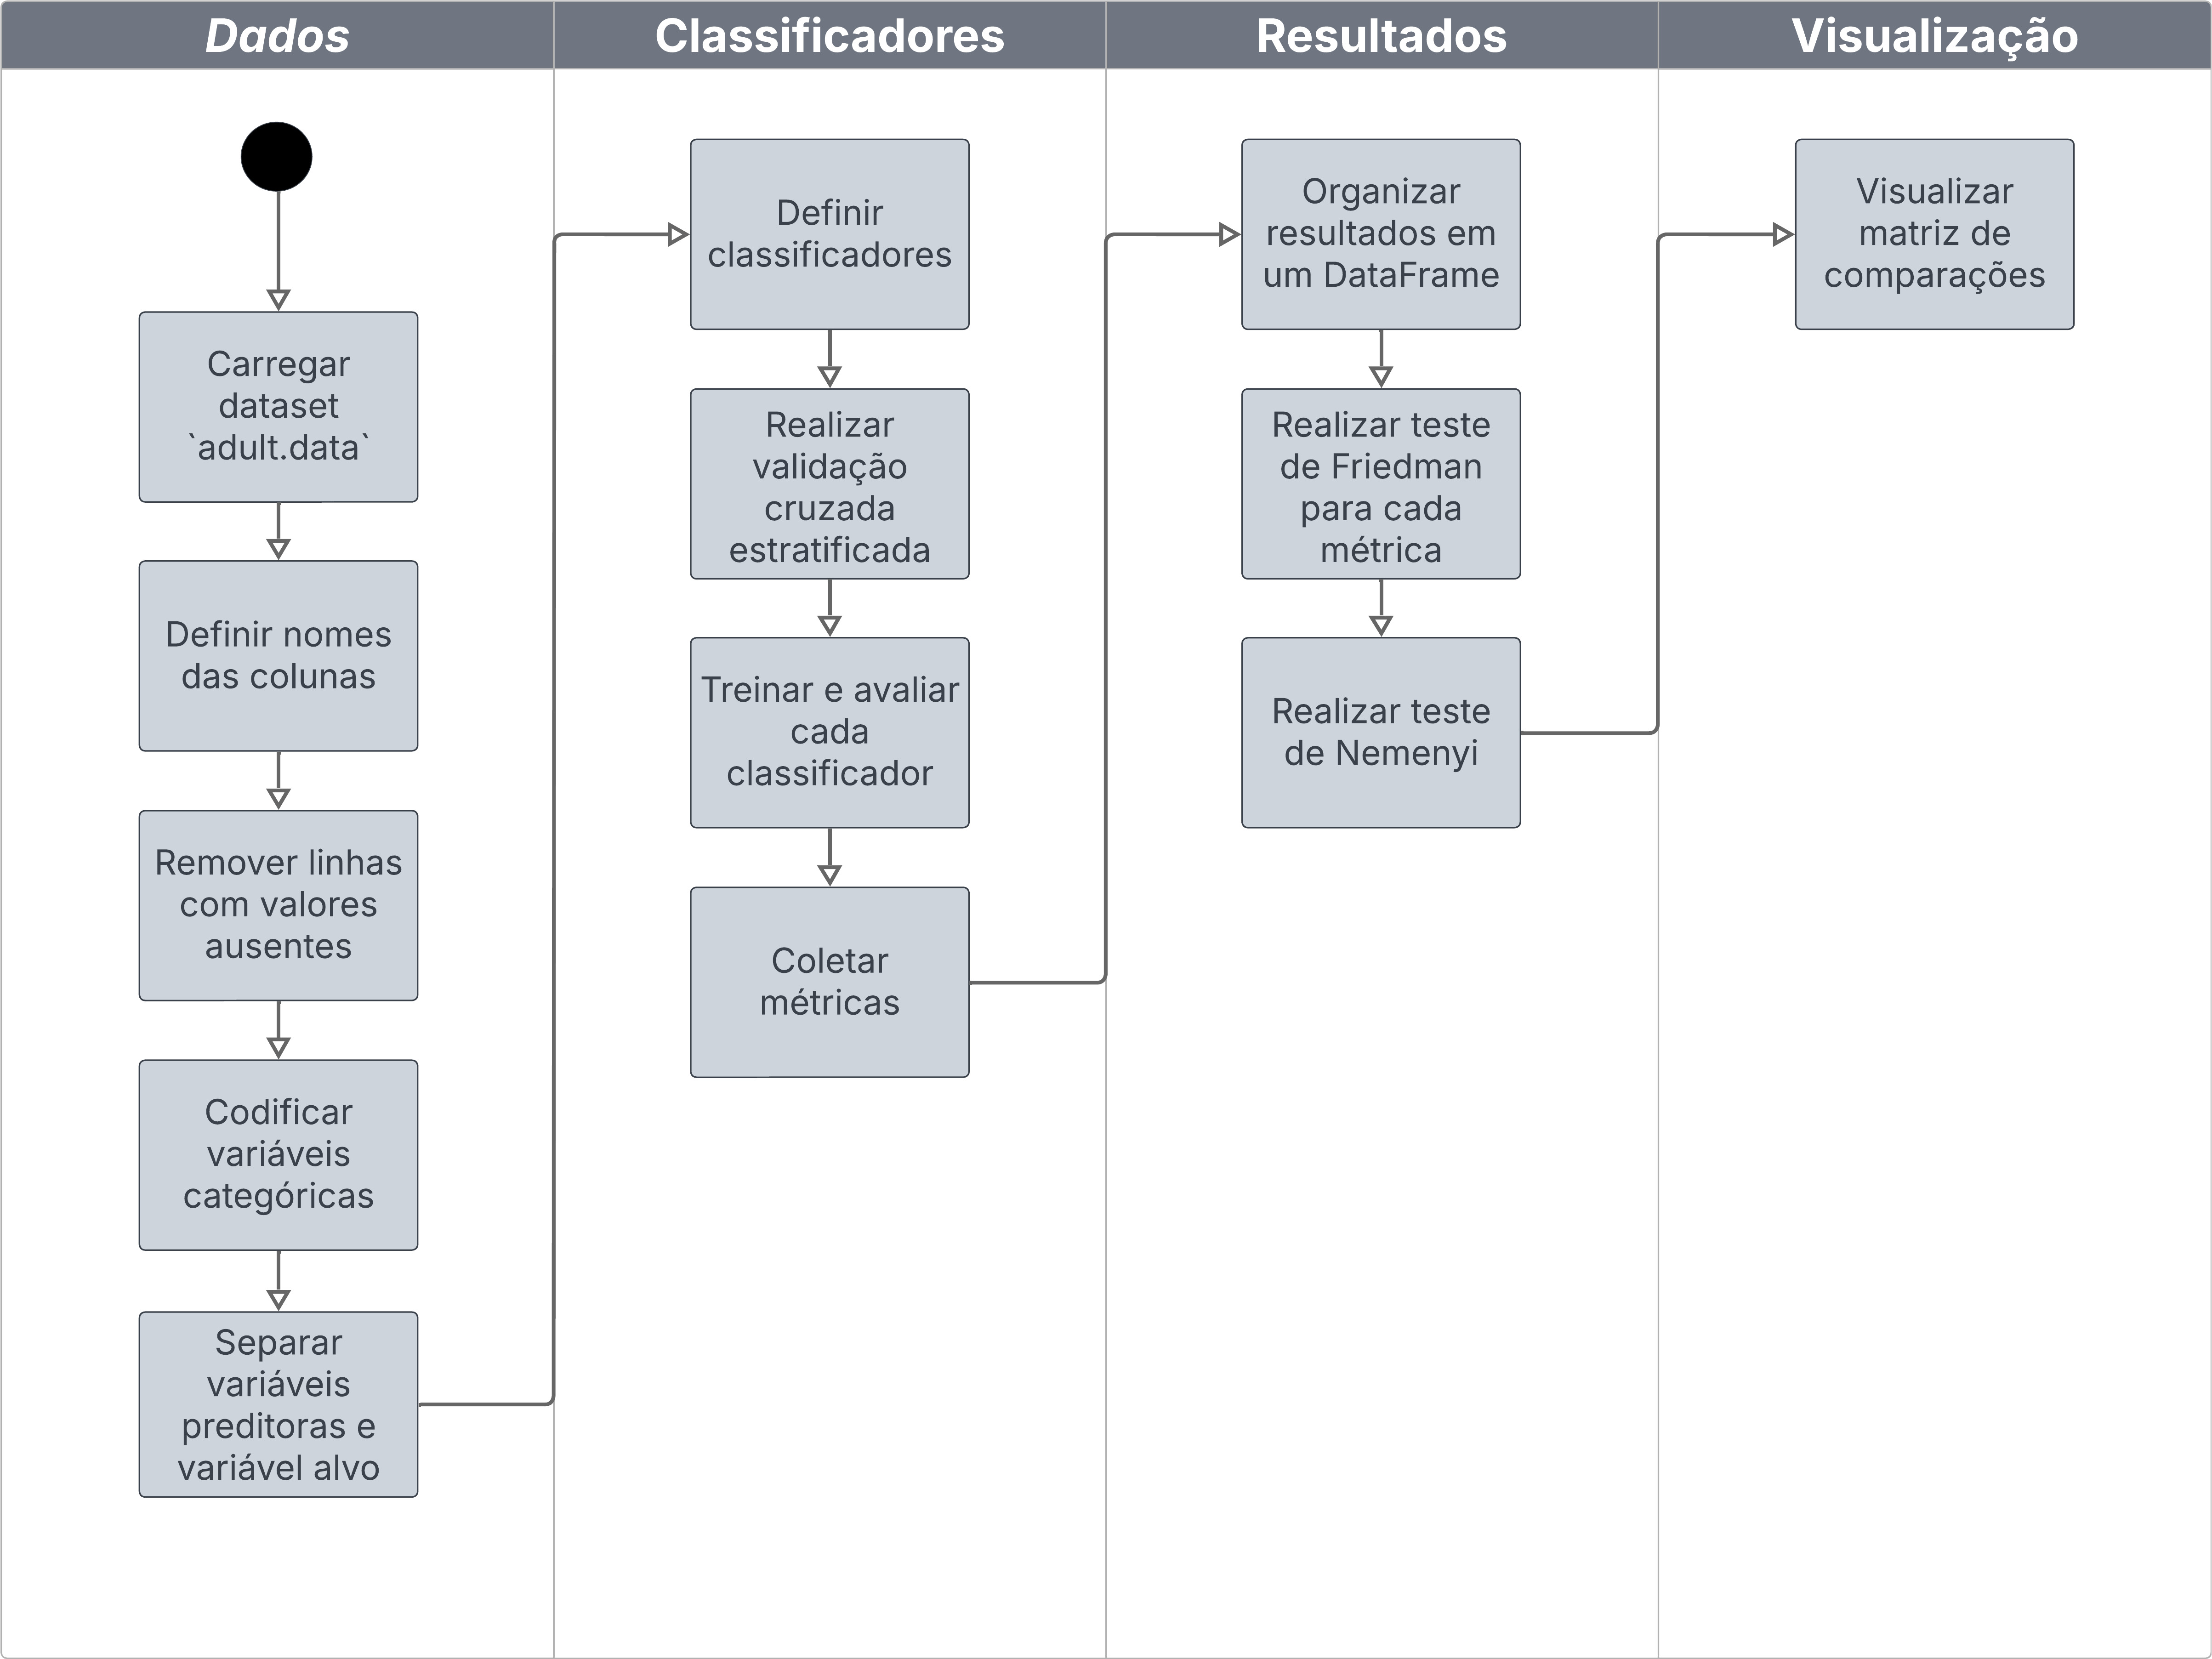 Dados
Classificadores
Resultados
Visualização
Carregar
dataset
`adult.data`
Definir nomes
das colunas
Remover linhas
com valores
ausentes
Codificar
variáveis
categóricas
Separar
variáveis
preditoras e
variável alvo
Definir
classificadores
Realizar
validação
cruzada
estratificada
Treinar e avaliar
cada
classificador
Coletar
métricas
Organizar
resultados em
um DataFrame
Realizar teste
de Friedman
para cada
métrica
Realizar teste
de Nemenyi
Visualizar
matriz de
comparações